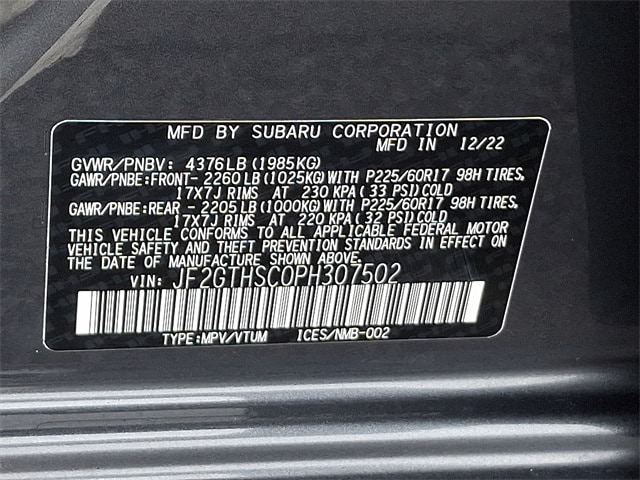 MFD BY SUBARU CORPORATION
MFD IN 12/22
GVWR/PNBV: 4376LB (1985KG)
GAWR/PNBE:FRONT- 2260 LB (1025KG) WITH P225/60R17 98H TIRES,
17X7J RIMS AT 230 KPA (33 PSI) COLD
GAWR/PNBE:REAR - 2205 LB (1000KG) WITH P225/60R17 98H TIRES,
17X7J RIMS AT 220 KPA (32 PSI) COLD
THIS VEHICLE CONFORMS TO ALL APPLICABLE FEDERAL MOTOR
VEHICLE SAFETY AND THEFT PREVENTION STANDARDS IN EFFECT ON
THE DATE OF MANUFACTURE SHOWN ABOVE.
VIN: JF2GTHSC0PH307502
TYPE:MPV/VTUM ICES/NMB-002